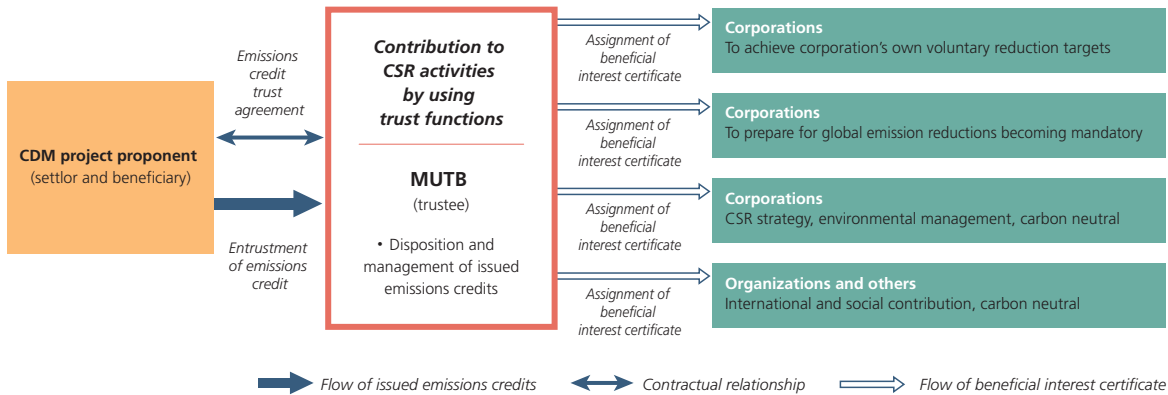 Emissions
credit
trust
agreement
CDM project proponent
(settlor and beneficiary)
Entrustment
of emissions
credit
Contribution to
CSR activities
by using
trust functions
MUTB
(trustee)
• Disposition and
management of issued
emissions credits
Assignment of
beneficial
interest certificate
Corporations
To achieve corporation’s own voluntary reduction targets
Assignment of
beneficial
interest certificate
Corporations
To prepare for global emission reductions becoming mandatory
Assignment of
beneficial
interest certificate
Corporations
CSR strategy, environmental management, carbon neutral
Assignment of
beneficial
interest certificate
Organizations and others
International and social contribution, carbon neutral
Flow of issued emissions credits
Contractual relationship
Flow of beneficial interest certificate